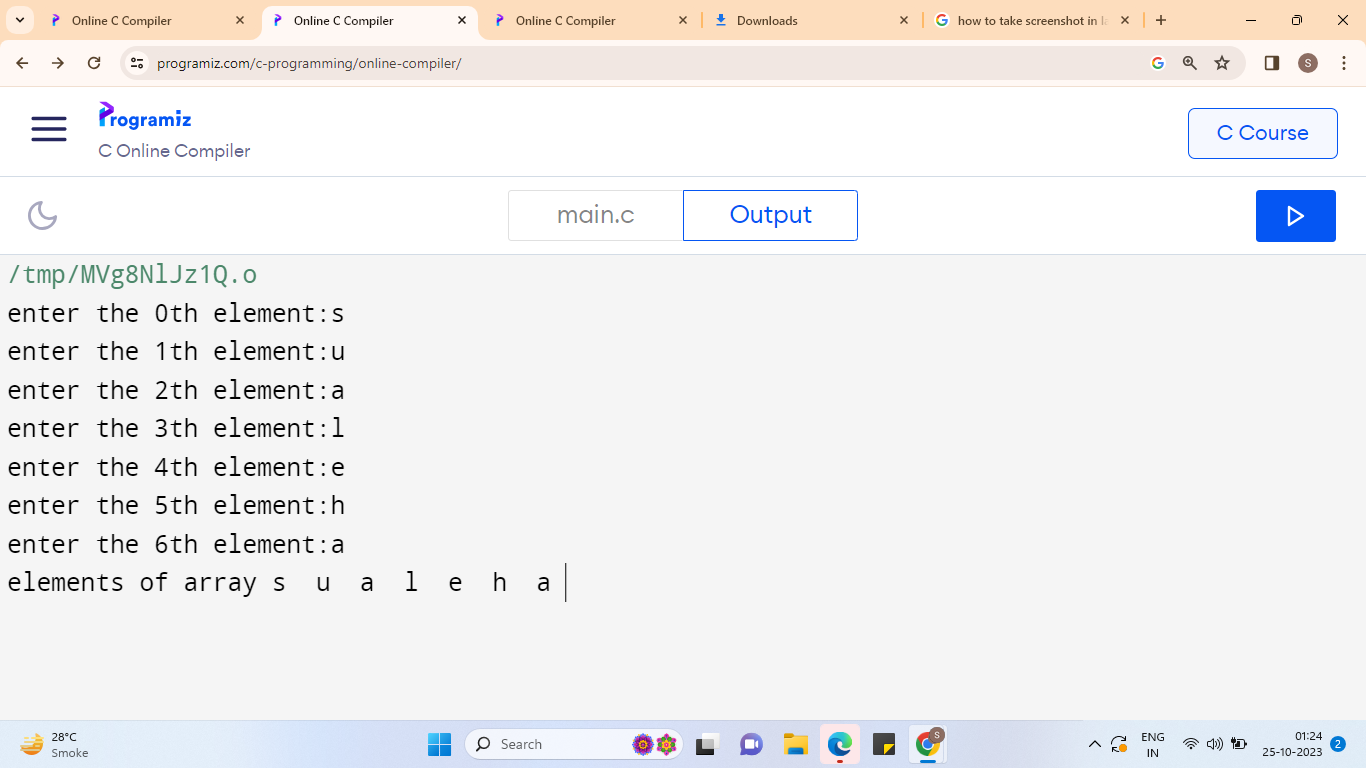 Online C Compiler
Online C Compiler
Online C Compiler
Downloads
how to take screenshot in la
programiz.com/c-programming/online-compiler/
S
Programiz
C Online Compiler
C Course
main.c
Output
/tmp/MVg8NlJz1Q.o
enter the 0th element:s
enter the 1th element:u
enter the 2th element:a
enter the 3th element:l
enter the 4th element:e
enter the 5th element:h
enter the 6th element:a
elements of array s  u  a  l  e  h  a
28°C
Smoke
Search
S
ENG
IN
01:24
25-10-2023
2